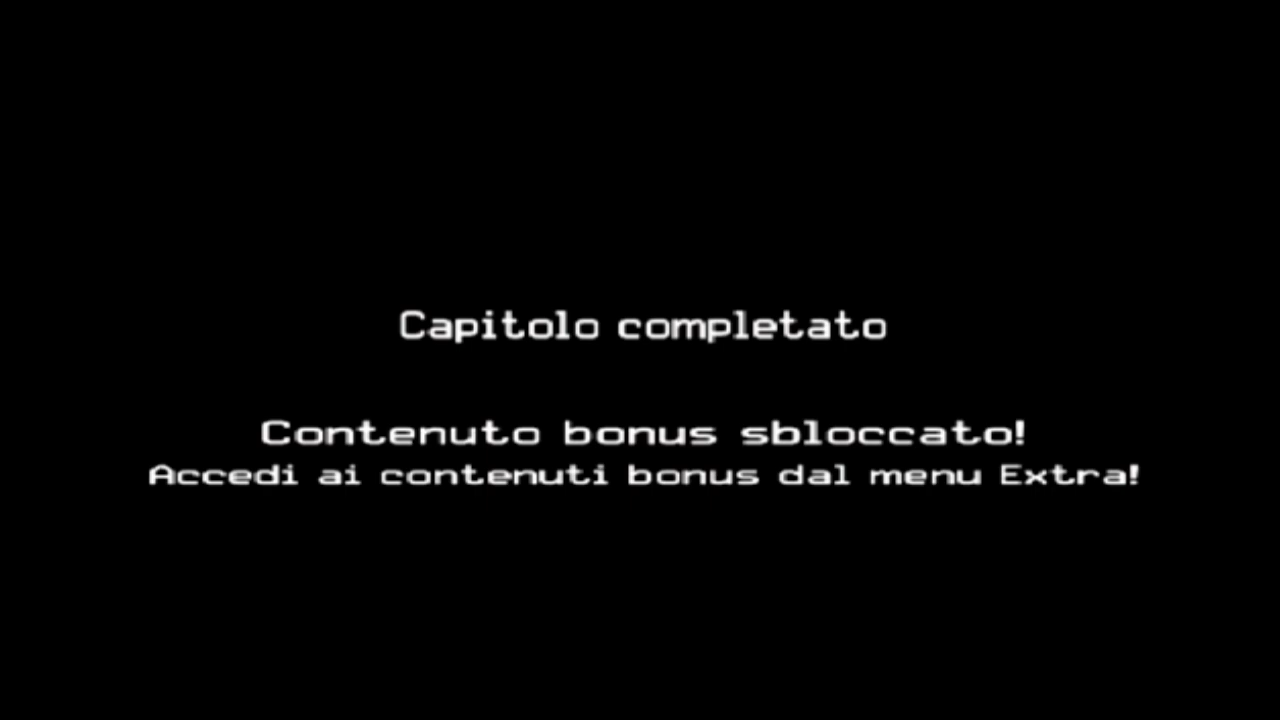 Capitolo completato
Contenuto bonus sbloccato!
Accedi ai contenuti bonus dal menu Extra!